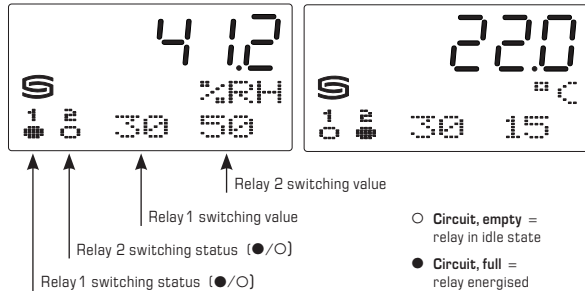 41.2
%RH
1 2
30 50
22.0
°C
1 2
30 15
Relay 2 switching value
Relay 1 switching value
Relay 2 switching status (●/○)
Relay 1 switching status (●/○)
○ Circuit, empty =
relay in idle state
● Circuit, full =
relay energised